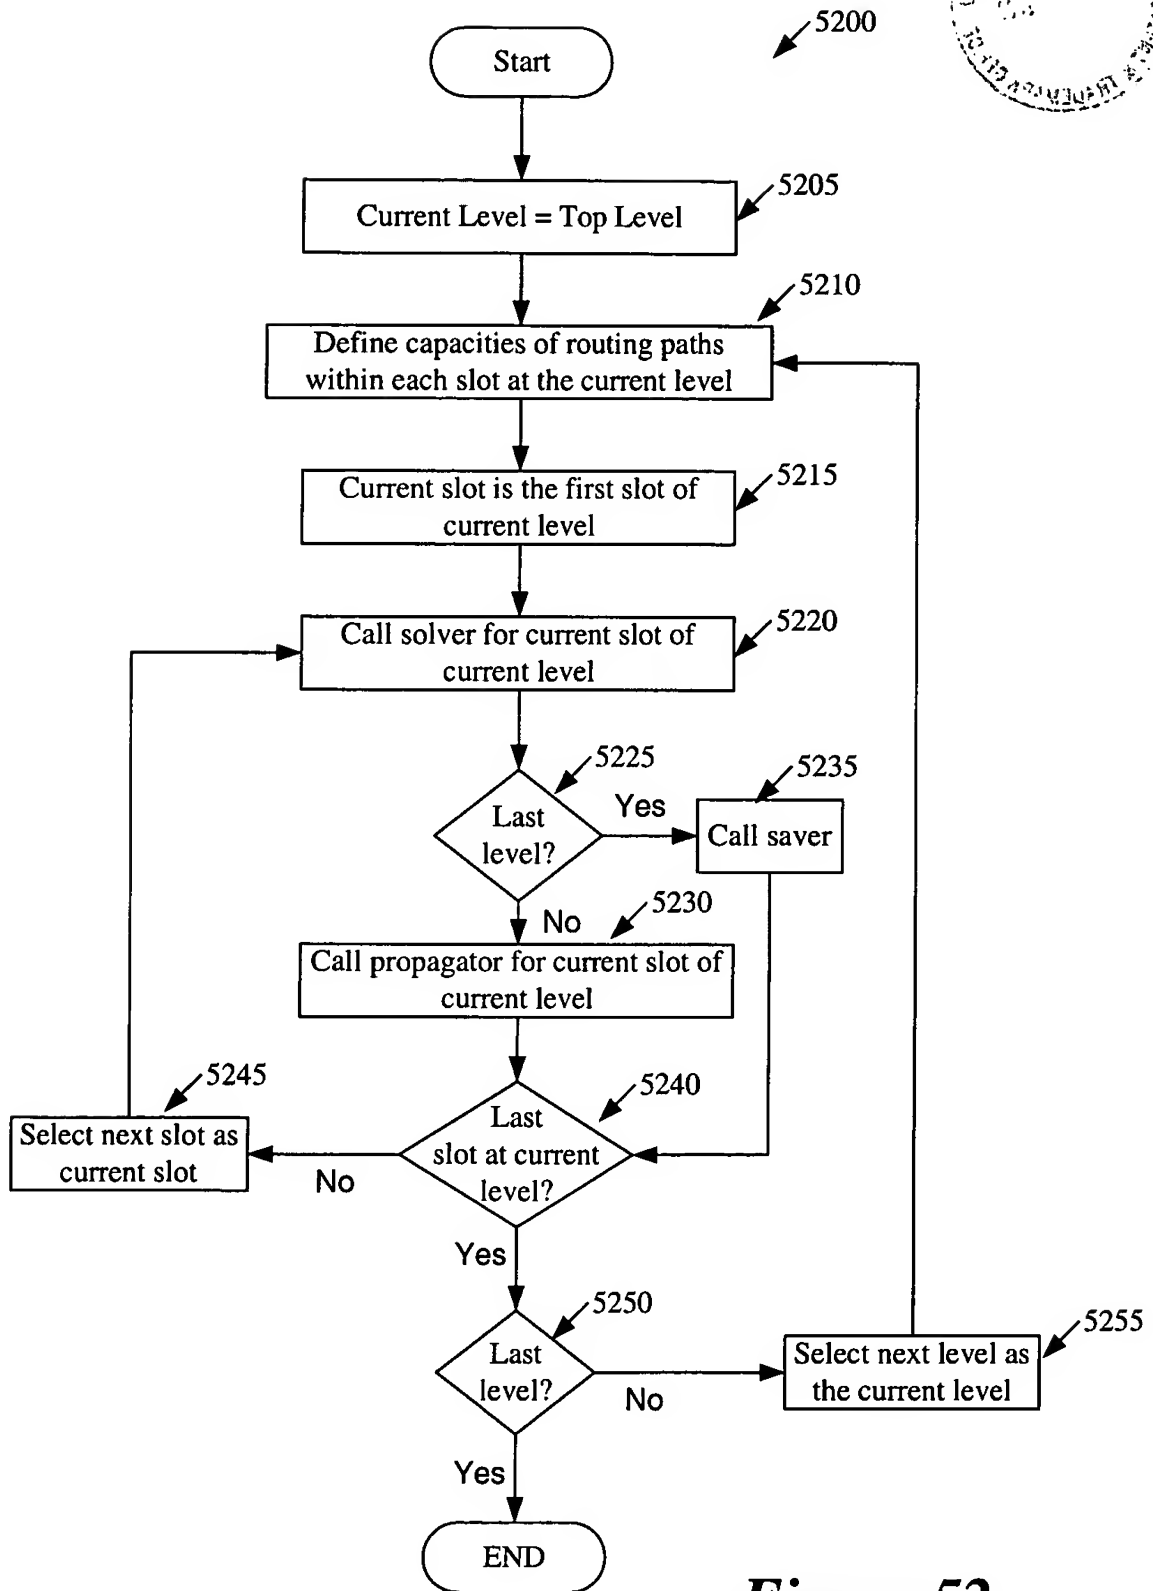 5200
Start
5205
Current Level = Top Level
5210
Define capacities of routing paths
within each slot at the current level
5215
Current slot is the first slot of
current level
5220
Call solver for current slot of
current level
5225
Last
level?
Yes
5235
Call saver
No
5230
Call propagator for current slot of
current level
5245
Select next slot as
current slot
5240
Last
slot at current
level?
No
Yes
5250
Last
level?
No
5255
Select next level as
the current level
Yes
END